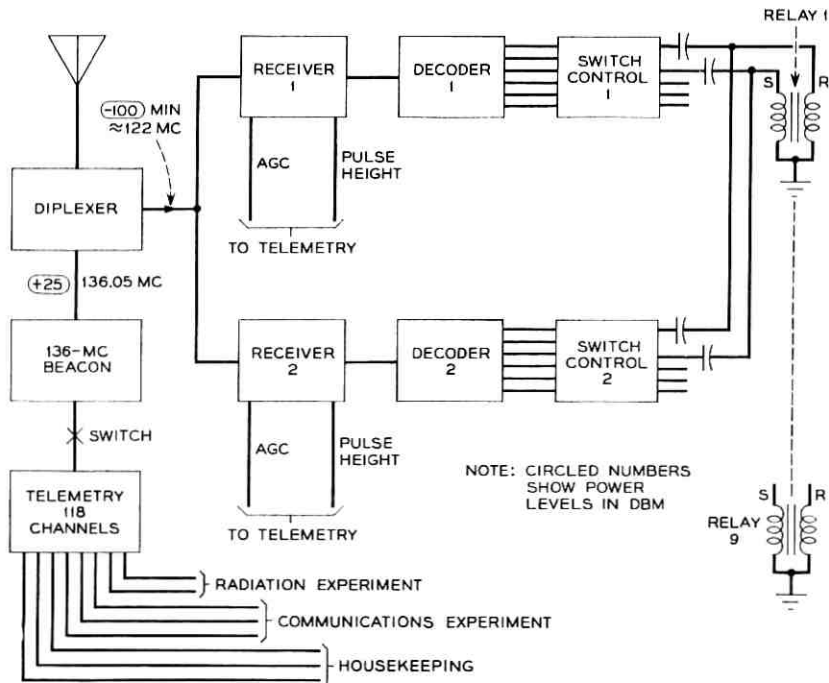 RELAY 1
RECEIVER
1
DECODER
1
SWITCH
CONTROL
1
S
R
-100 MIN
≈122 MC
AGC
PULSE
HEIGHT
DIPLEXER
TO TELEMETRY
+25 136.05 MC
136-MC
BEACON
RECEIVER
2
DECODER
2
SWITCH
CONTROL
2
SWITCH
AGC
PULSE
HEIGHT
NOTE: CIRCLED NUMBERS
SHOW POWER
LEVELS IN DBM
TELEMETRY
118
CHANNELS
TO TELEMETRY
S
R
RELAY
9
RADIATION EXPERIMENT
COMMUNICATIONS EXPERIMENT
HOUSEKEEPING